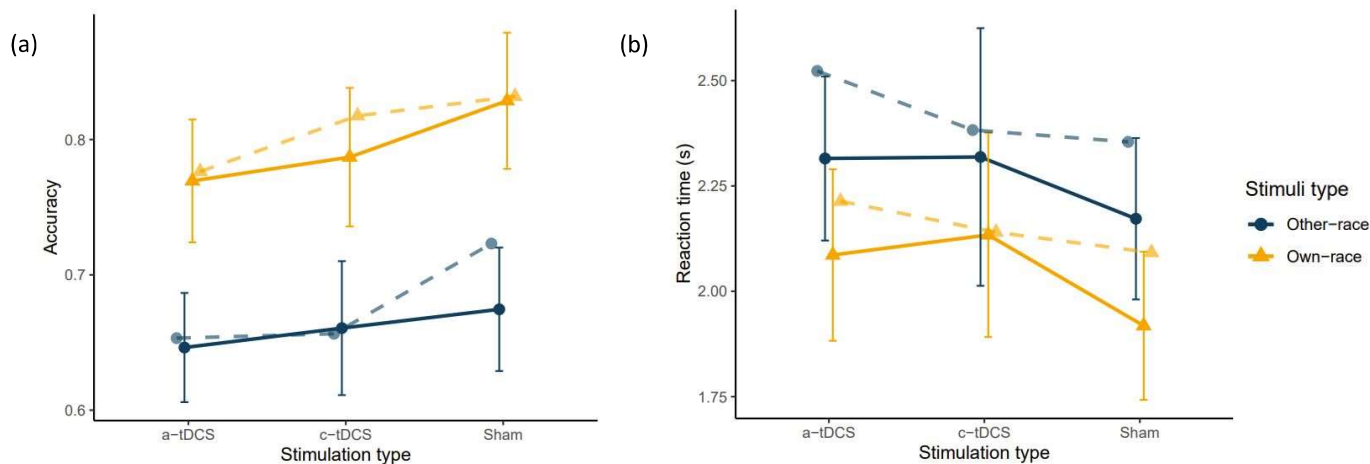 (a)
Accuracy
0.8
0.7
0.6
a-tDCS c-tDCS Sham
Stimulation type
(b)
Reaction time (s)
2.50
2.25
2.00
1.75
a-tDCS c-tDCS Sham
Stimulation type
Stimuli type
Other-race
Own-race